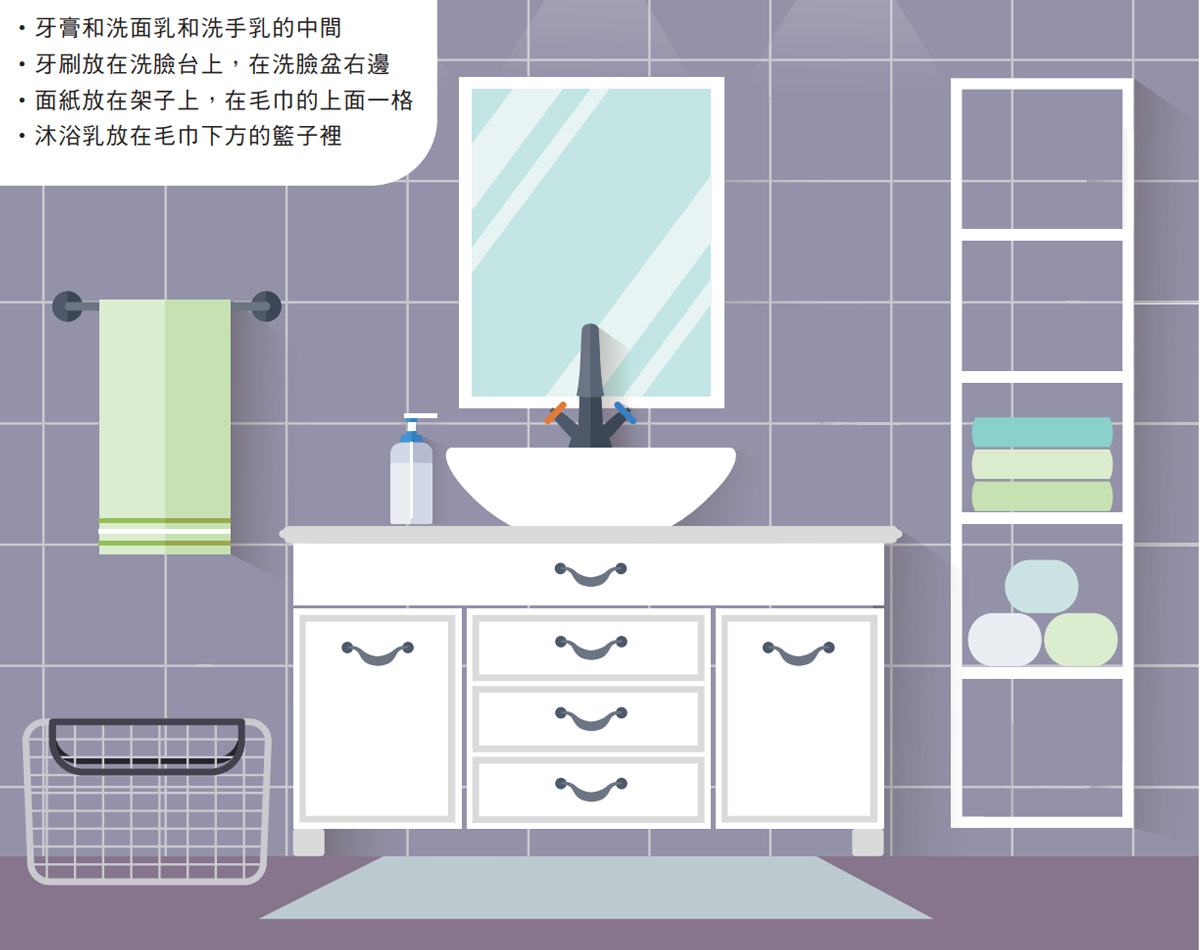 •牙膏和洗面乳和洗手乳的中間
•牙刷放在洗臉台上，在洗臉盆右邊
•面紙放在架子上，在毛巾的上面一格
•沐浴乳放在毛巾下方的籃子裡